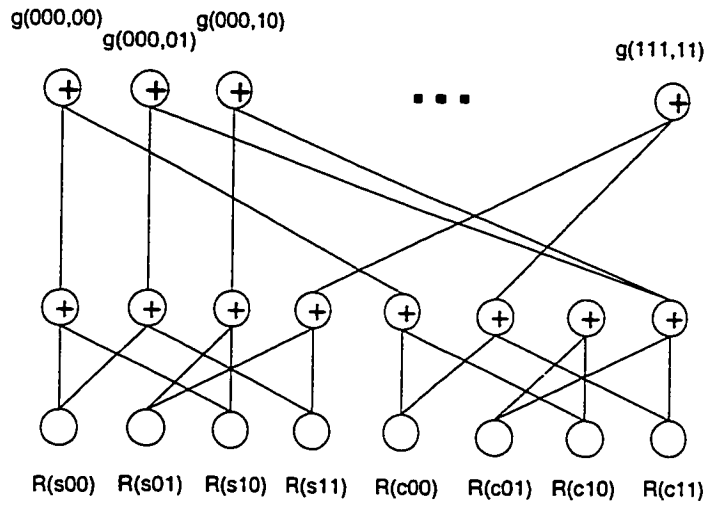 g(000,00)
g(000,01)
g(000,10)
g(111,11)
+ + + +
+ + + + + + + +
R(s00) R(s01) R(s10) R(s11) R(c00) R(c01) R(c10) R(c11)